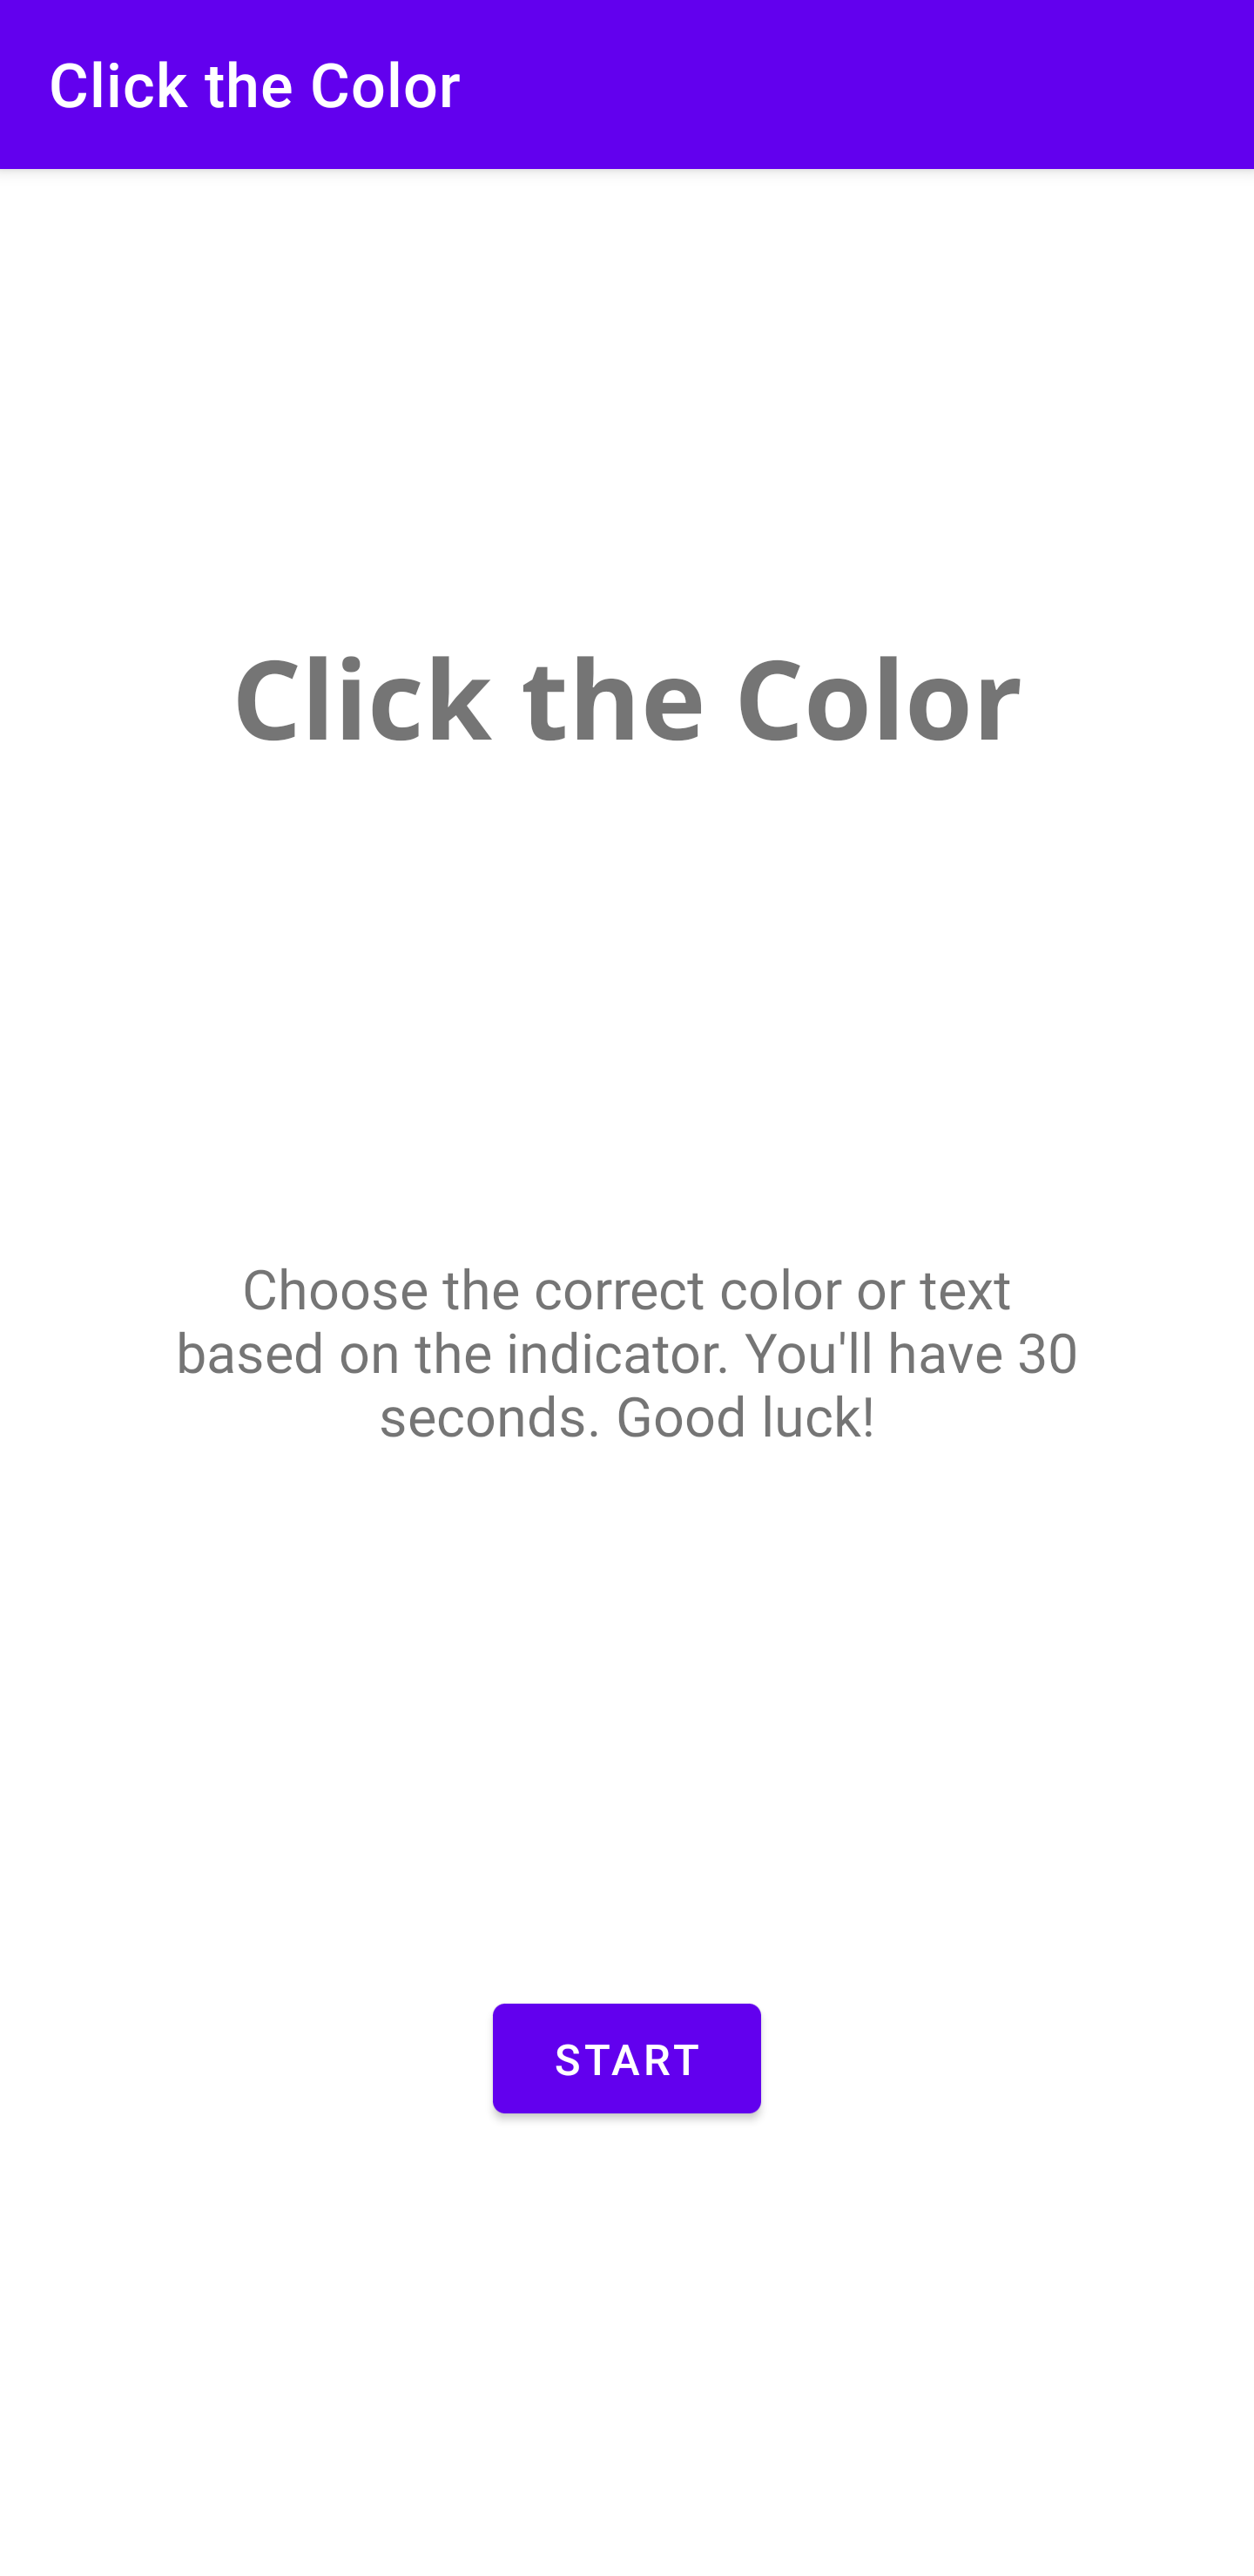 Click the Color
Click the Color
Choose the correct color or text
based on the indicator. You'll have 30
seconds. Good luck!
START